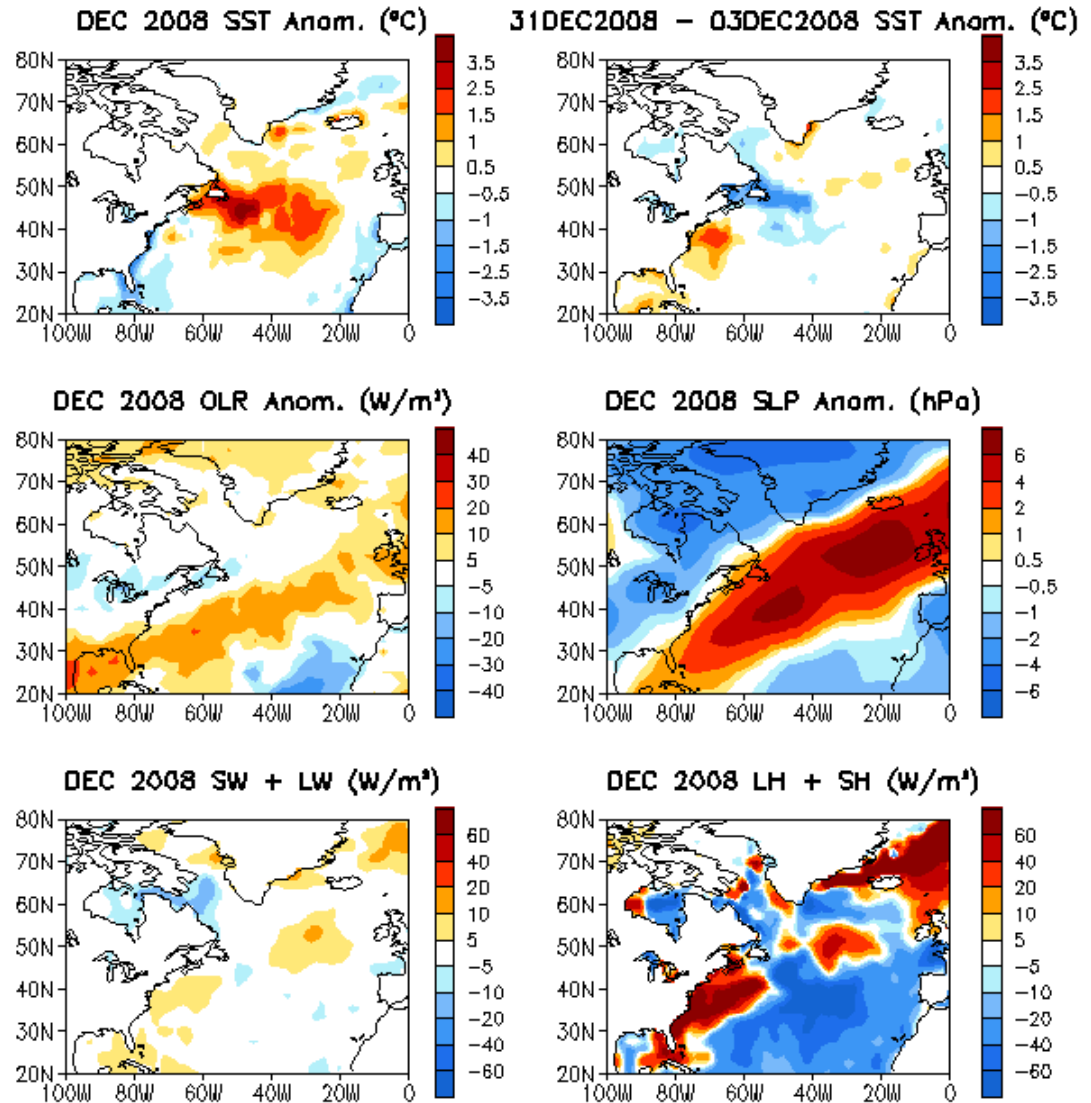 DEC 2008 SST Anom. (ºC)
80N
70N
60N
50N
40N
30N
20N
100W 80W 60W 40W 20W 0
3.5
2.5
1.5
1
0.5
−0.5
−1
−1.5
−2.5
−3.5
31DEC2008 − 03DEC2008 SST Anom. (ºC)
80N
70N
60N
50N
40N
30N
20N
100W 80W 60W 40W 20W 0
3.5
2.5
1.5
1
0.5
−0.5
−1
−1.5
−2.5
−3.5
DEC 2008 OLR Anom. (W/m²)
80N
70N
60N
50N
40N
30N
20N
100W 80W 60W 40W 20W 0
40
30
20
10
5
−5
−10
−20
−30
−40
DEC 2008 SLP Anom. (hPa)
80N
70N
60N
50N
40N
30N
20N
100W 80W 60W 40W 20W 0
6
4
2
1
0.5
−0.5
−1
−2
−4
−6
DEC 2008 SW + LW (W/m²)
80N
70N
60N
50N
40N
30N
20N
100W 80W 60W 40W 20W 0
60
40
20
10
5
−5
−10
−20
−40
−60
DEC 2008 LH + SH (W/m²)
80N
70N
60N
50N
40N
30N
20N
100W 80W 60W 40W 20W 0
60
40
20
10
5
−5
−10
−20
−40
−60